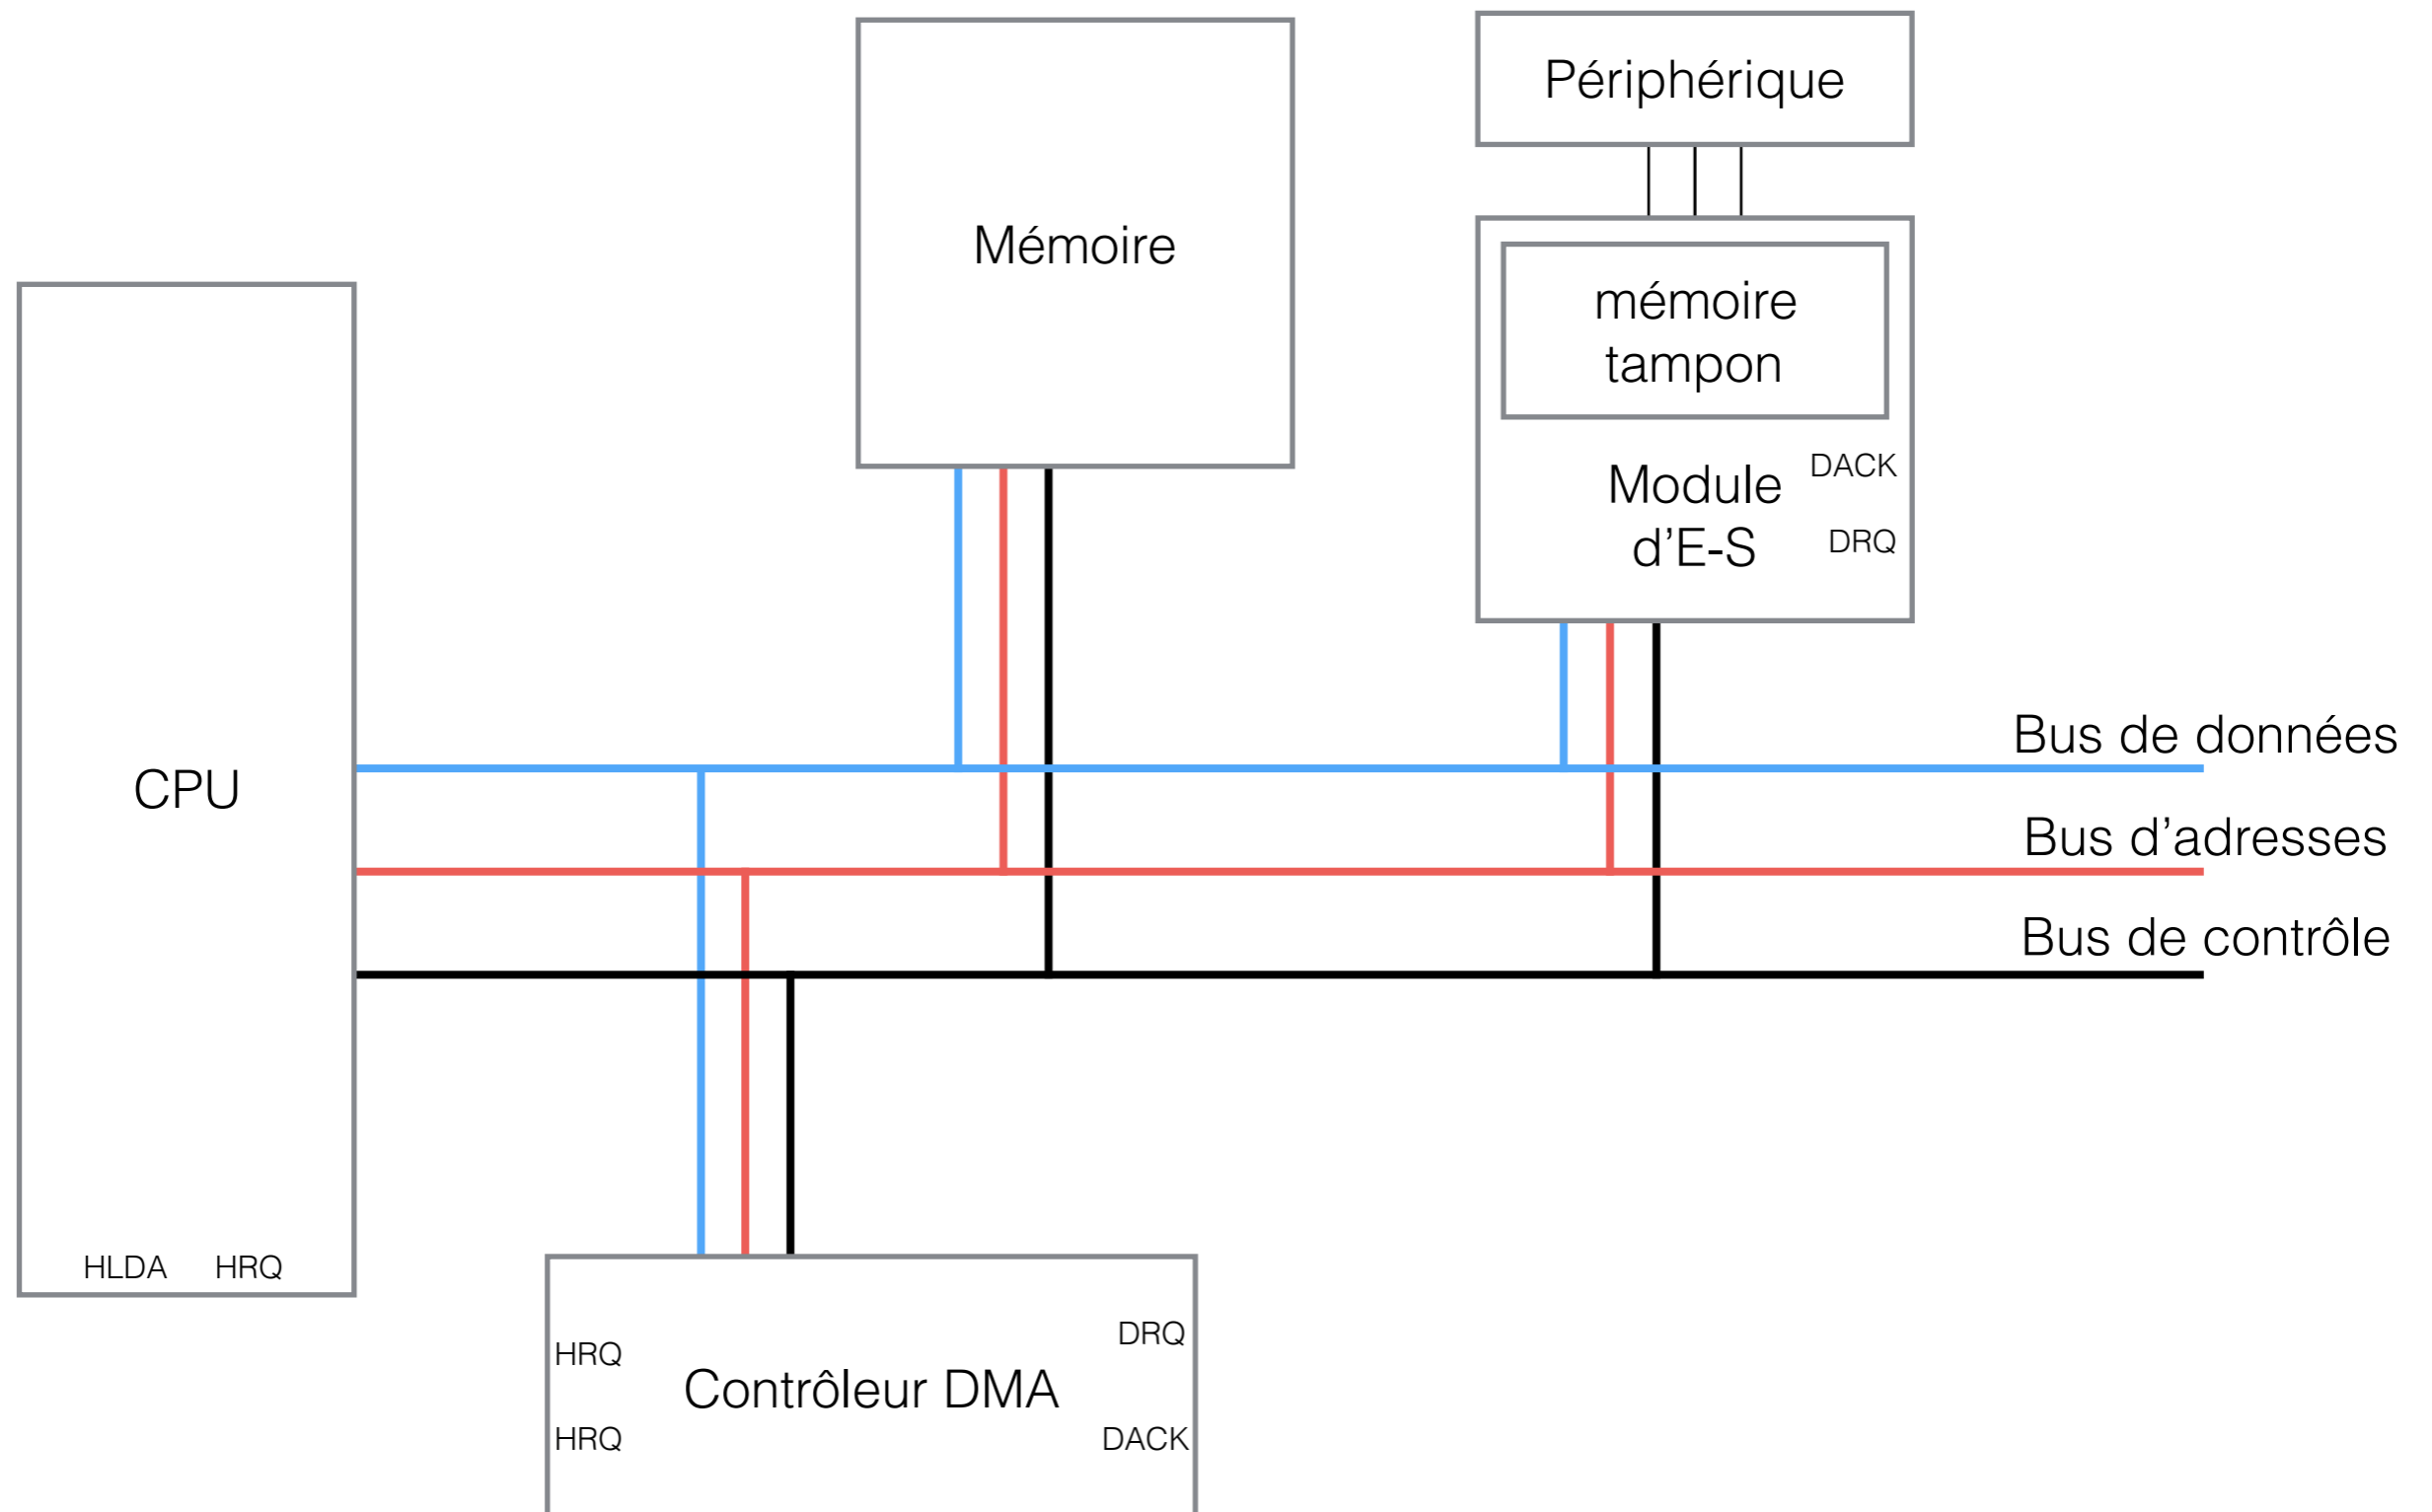 Périphérique
Mémoire
mémoire
tampon
DACK
Module
DRQ
d’E-S
Bus de données
CPU
Bus d’adresses
Bus de contrôle
HLDA
HRQ
DRQ
HRQ
Contrôleur DMA
HRQ
DACK